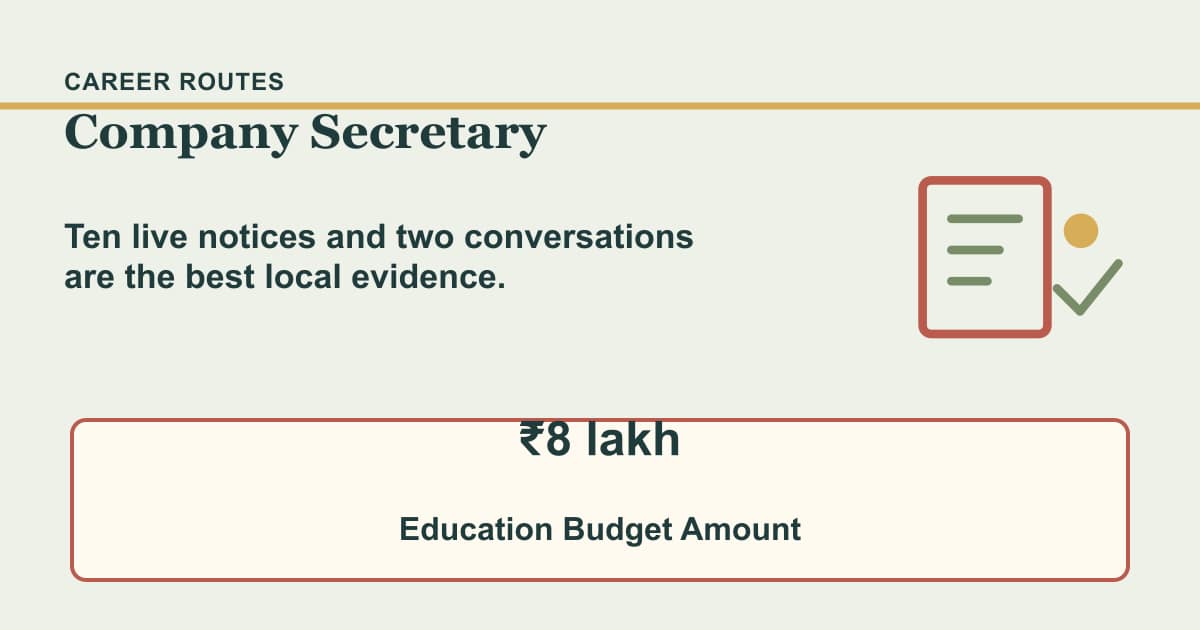 CAREER ROUTES
Company Secretary
Ten live notices and two conversations
are the best local evidence.
₹8 lakh
Education Budget Amount